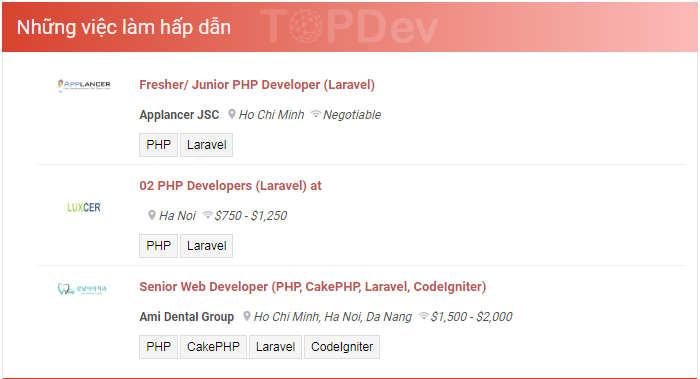 Những việc làm hấp dẫn
TOPDev
APPLANCER
Fresher/ Junior PHP Developer (Laravel)
Applancer JSC Ho Chi Minh Negotiable
PHP Laravel
LUXCER
02 PHP Developers (Laravel) at
Ha Noi $750 - $1,250
PHP Laravel
Senior Web Developer (PHP, CakePHP, Laravel, CodeIgniter)
Ami Dental Group Ho Chi Minh, Ha Noi, Da Nang $1,500 - $2,000
PHP CakePHP Laravel CodeIgniter